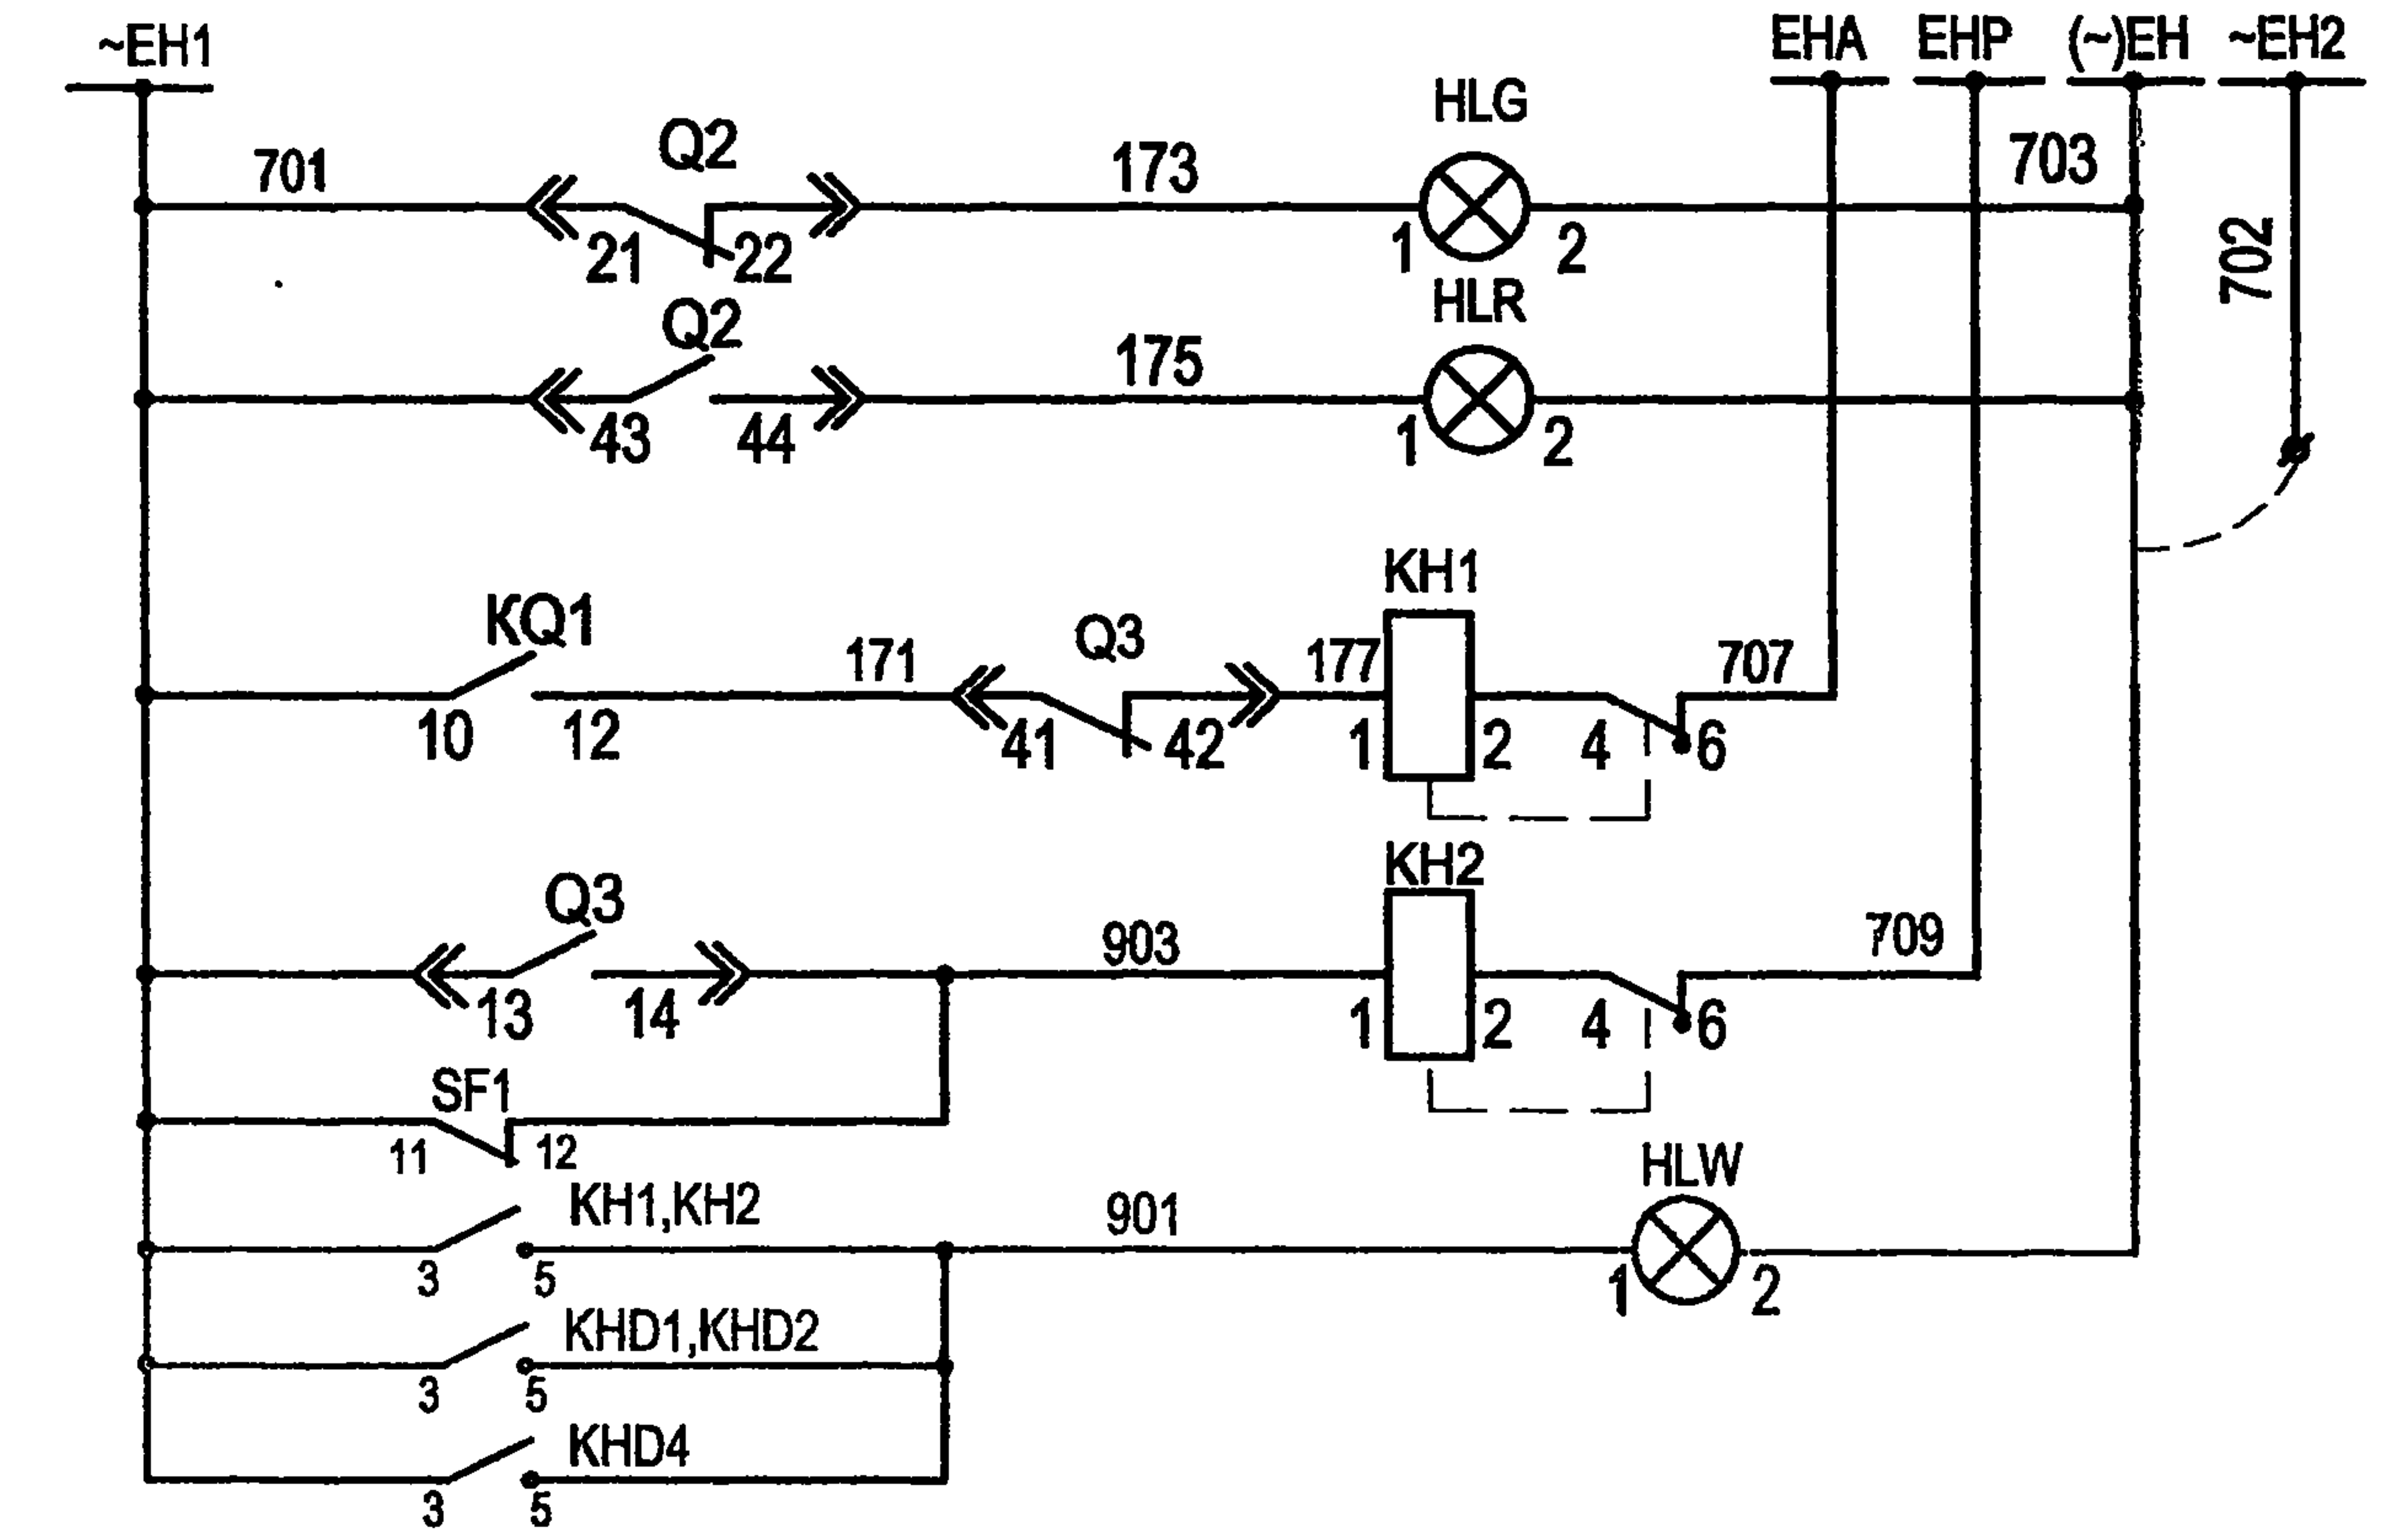 ~EH1 EHA EHP (~)EH ~EH2
HLG
701 Q2 173 703
21 22 1 2
702
Q2 175 HLR
43 44 1 2
KH1
KQ1 171 Q3 177 707
10 12 41 42 1 2 4 6
KH2
Q3 903 709
13 14 1 2 4 6
SF1
11 12
HLW
KH1,KH2 901
3 5 1 2
KHD1,KHD2
3 5
KHD4
3 5